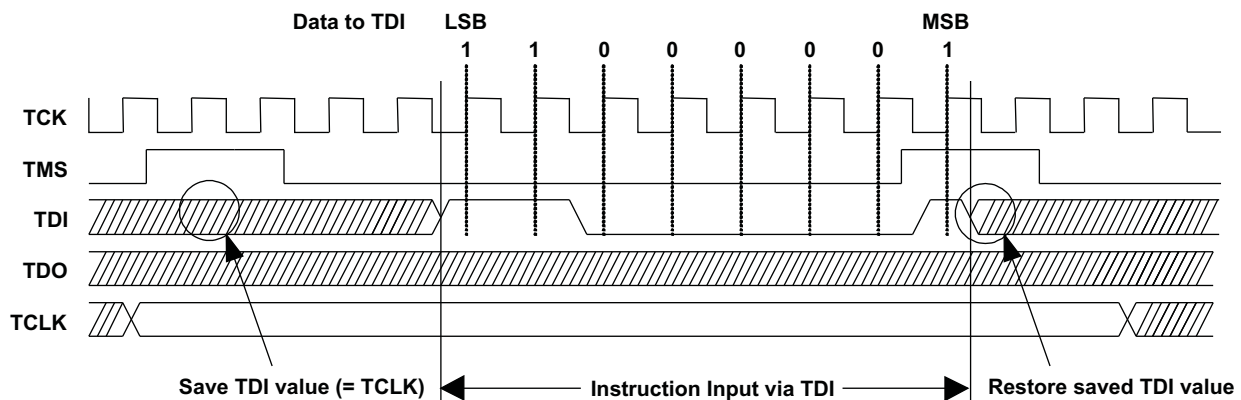 Data to TDI LSB MSB
1 1 0 0 0 0 0 1
TCK
TMS
TDI
TDO
TCLK
Save TDI value (= TCLK) Instruction Input via TDI Restore saved TDI value